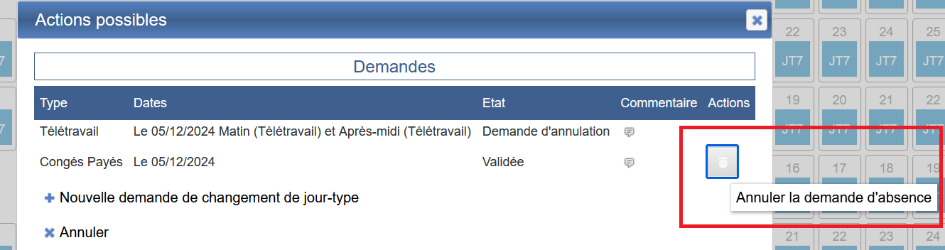 Actions possibles
Demandes
Type Dates Etat Commentaire Actions
Télétravail Le 05/12/2024 Matin (Télétravail) et Après-midi (Télétravail) Demande d'annulation
Congés Payés Le 05/12/2024 Validée
Annuler la demande d'absence
Nouvelle demande de changement de jour-type
Annuler
22 23 24 25
7 JT7 JT7 JT7 JT7
19 20 21 22
JT7 JT7 JT7 JT7
16 17 18 19
21 22 23 24